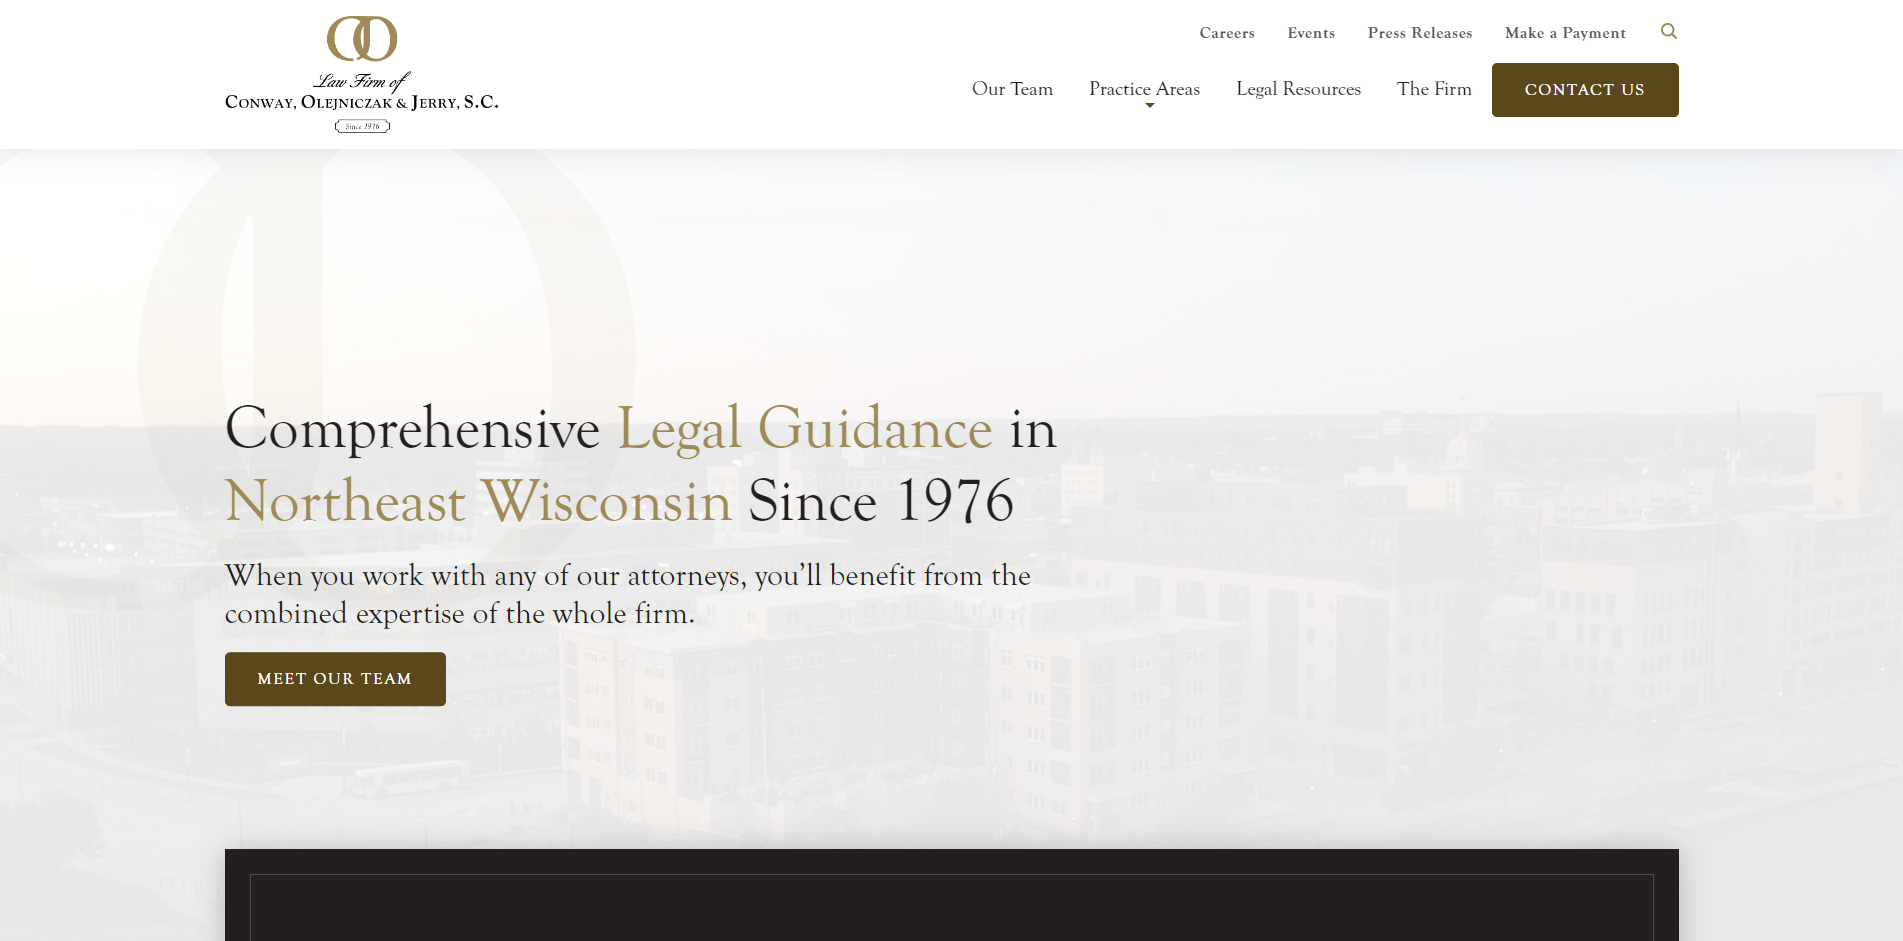 Law Firm of
Conway, Olejniczak & Jerry, S.C.
Since 1976
Careers Events Press Releases Make a Payment
Our Team Practice Areas Legal Resources The Firm CONTACT US
Comprehensive Legal Guidance in
Northeast Wisconsin Since 1976
When you work with any of our attorneys, you’ll benefit from the
combined expertise of the whole firm.
MEET OUR TEAM